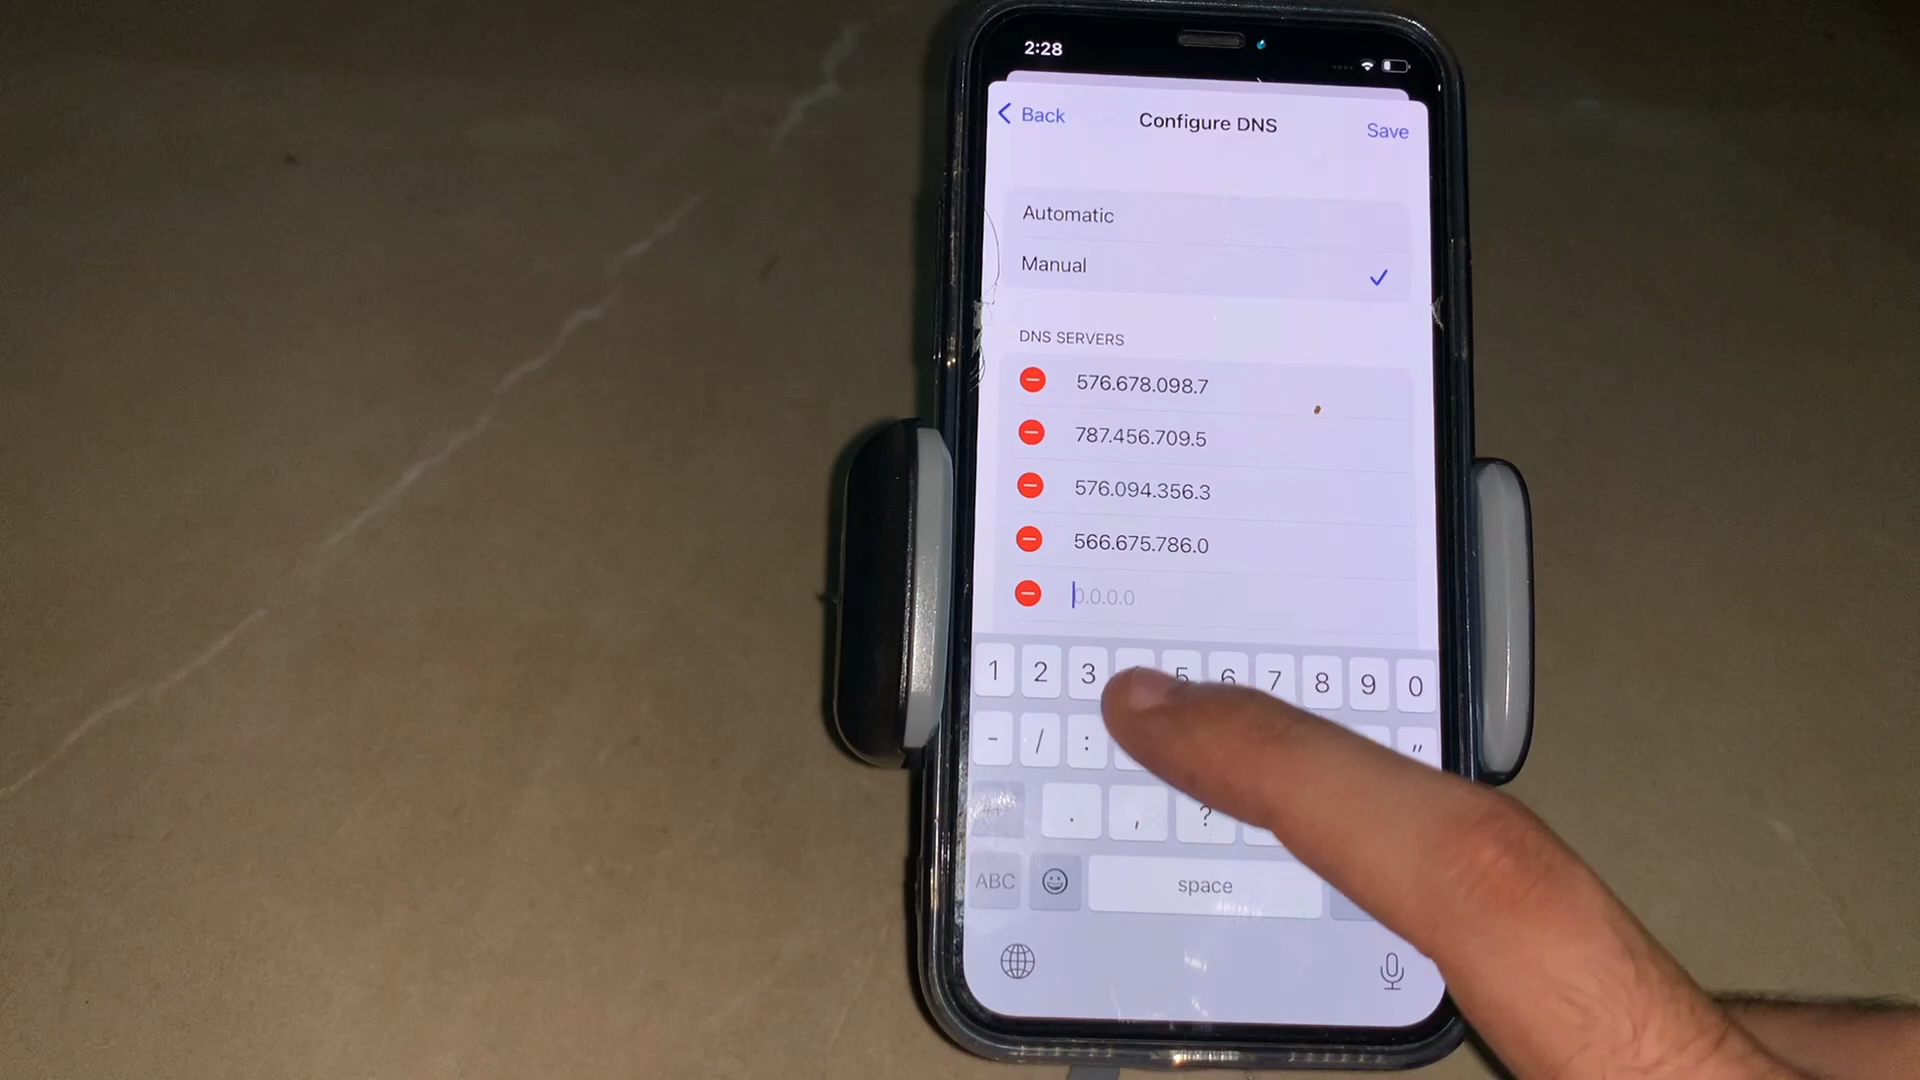 2:28
Back Configure DNS Save
Automatic
Manual
DNS SERVERS
576.678.098.7
787.456.709.5
576.094.356.3
566.675.786.0
0.0.0.0
1 2 3 5 6 7 8 9 0
- / : "
. , ?
ABC space